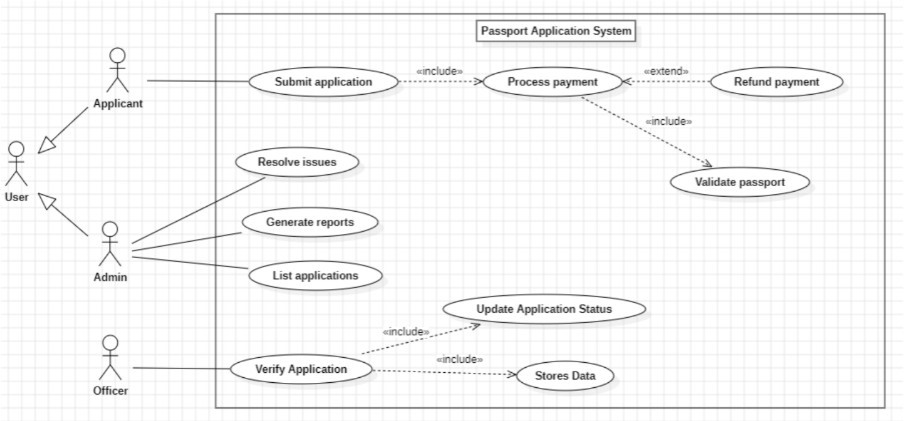 Passport Application System
Submit application
«include»
Process payment
«extend»
Refund payment
Applicant
«include»
Resolve issues
Validate passport
User
Generate reports
Admin
List applications
Update Application Status
«include»
«include»
Verify Application
Stores Data
Officer